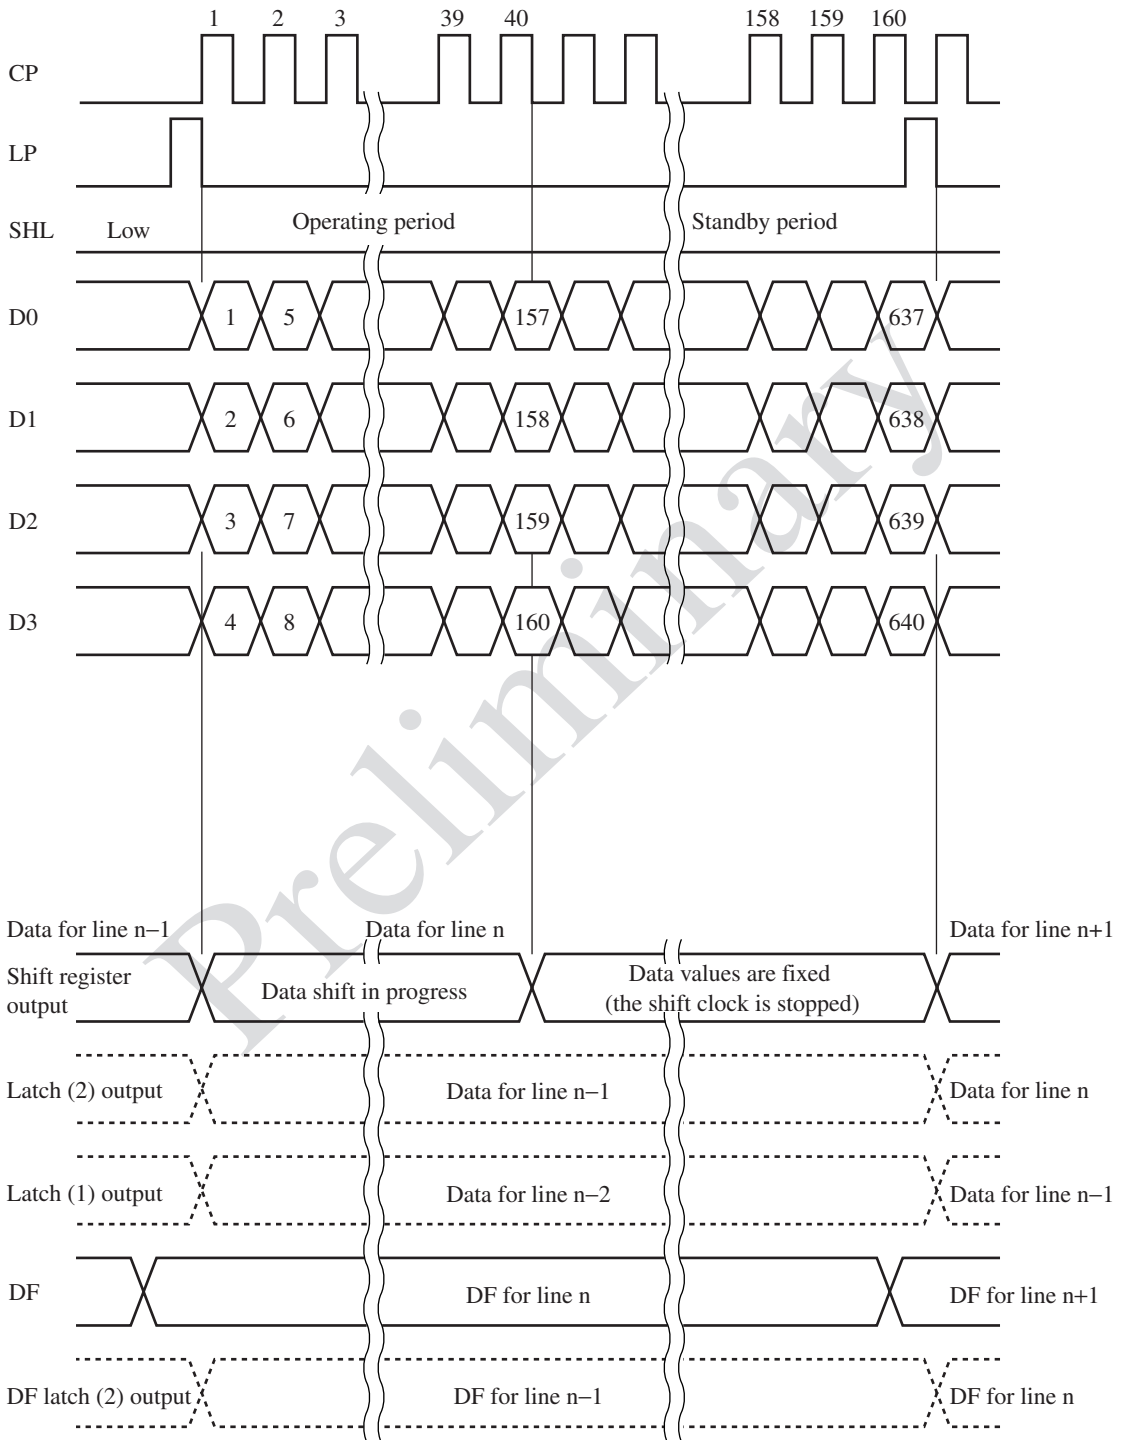 1 2 3 39 40 158 159 160
CP
LP
SHL Low Operating period Standby period
D0 1 5 157 637
D1 2 6 158 638
D2 3 7 159 639
D3 4 8 160 640
Preliminary
Data for line n−1 Data for line n Data for line n+1
Shift register
output
Data shift in progress
Data values are fixed
(the shift clock is stopped)
Latch (2) output Data for line n−1 Data for line n
Latch (1) output Data for line n−2 Data for line n−1
DF DF for line n DF for line n+1
DF latch (2) output DF for line n−1 DF for line n